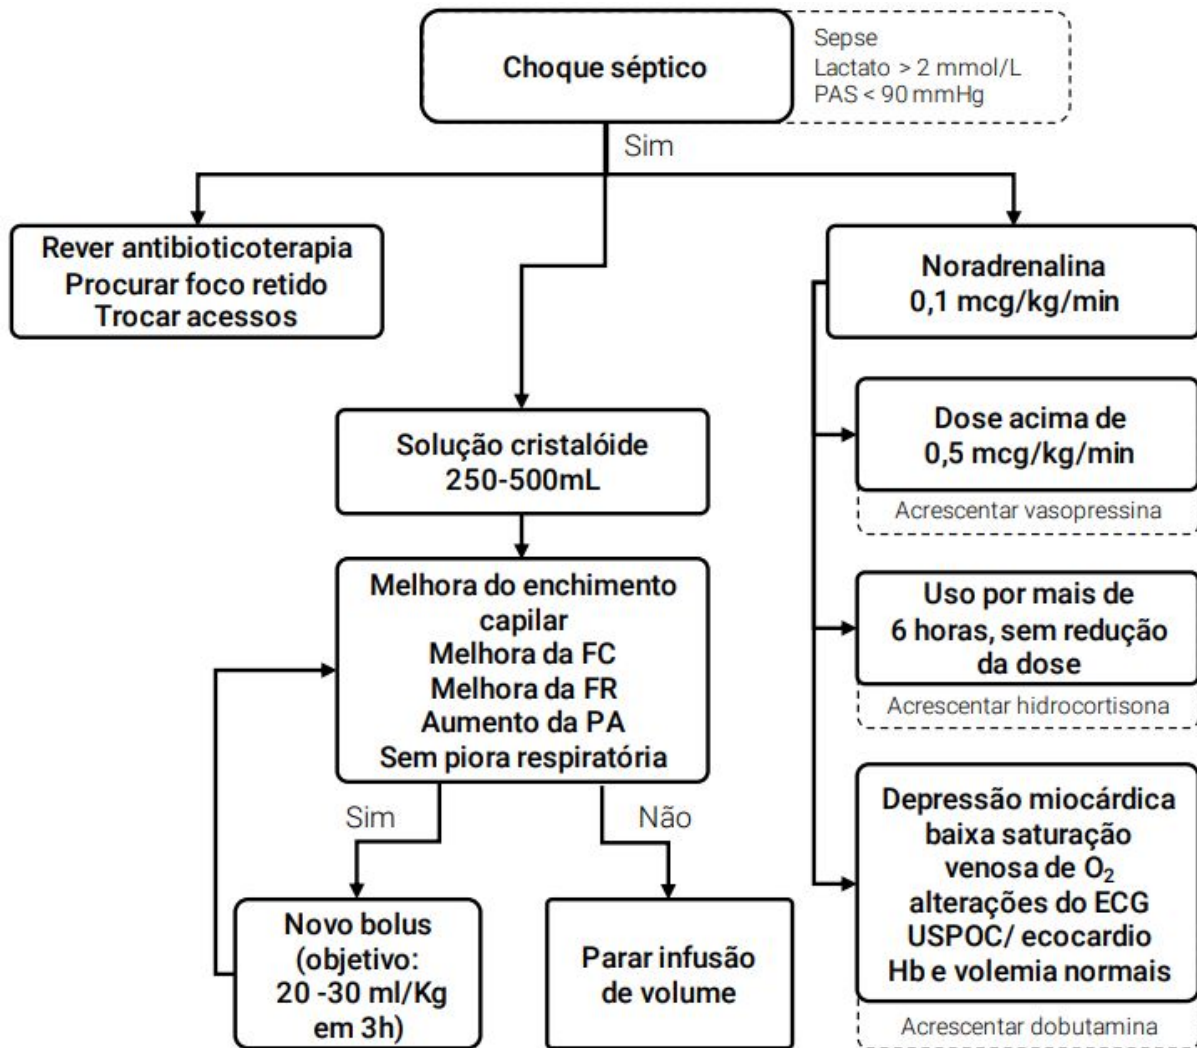 Choque séptico
Sepse
Lactato > 2 mmol/L
PAS < 90 mmHg
Sim
Rever antibioticoterapia
Procurar foco retido
Trocar acessos
Solução cristalóide
250-500mL
Melhora do enchimento
capilar
Melhora da FC
Melhora da FR
Aumento da PA
Sem piora respiratória
Sim
Não
Novo bolus
(objetivo:
20 -30 ml/Kg
em 3h)
Parar infusão
de volume
Noradrenalina
0,1 mcg/kg/min
Dose acima de
0,5 mcg/kg/min
Acrescentar vasopressina
Uso por mais de
6 horas, sem redução
da dose
Acrescentar hidrocortisona
Depressão miocárdica
baixa saturação
venosa de O₂
alterações do ECG
USPOC/ ecocardio
Hb e volemia normais
Acrescentar dobutamina